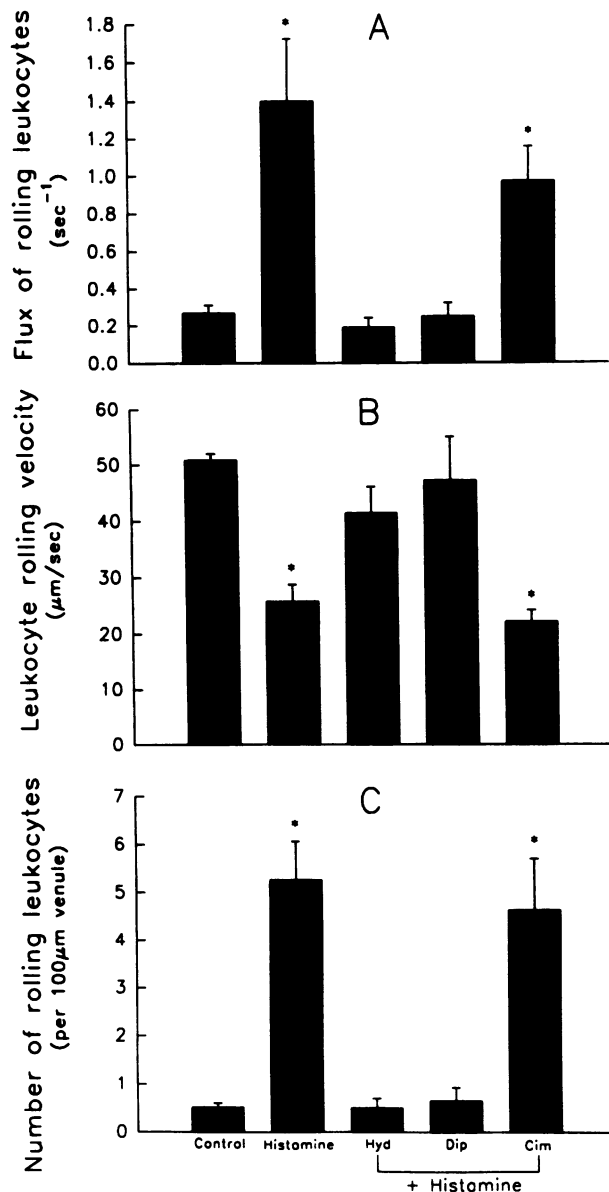 A
Flux of rolling leukocytes
(sec⁻¹)
1.8
1.6
1.4
1.2
1.0
0.8
0.6
0.4
0.2
0.0
*
*
B
Leukocyte rolling velocity
(μm/sec)
60
50
40
30
20
10
0
*
*
C
Number of rolling leukocytes
(per 100μm venule)
7
6
5
4
3
2
1
0
*
*
Control Histamine Hyd Dip Cim
+ Histamine